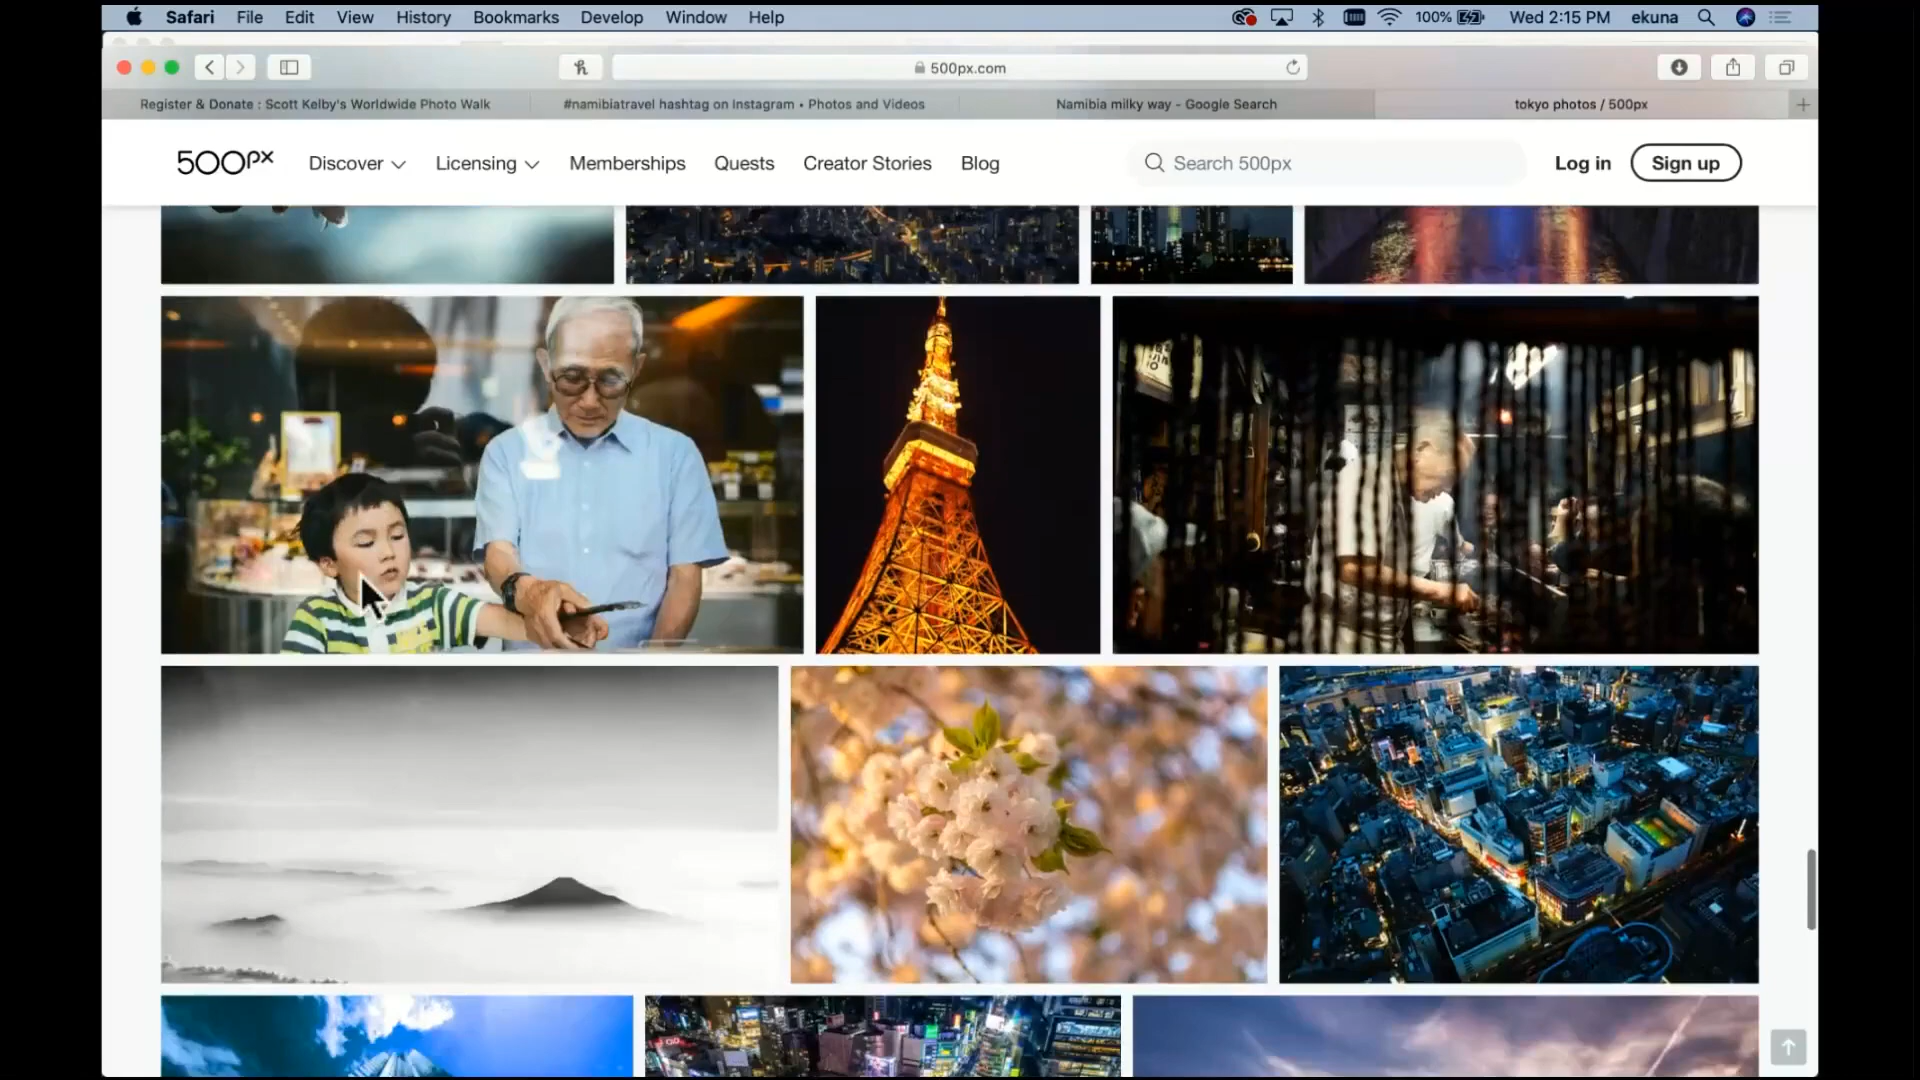 Safari File Edit View History Bookmarks Develop Window Help 100% Wed 2:15 PM ekuna
500px.com
Register & Donate : Scott Kelby's Worldwide Photo Walk #namibiatravel hashtag on Instagram • Photos and Videos Namibia milky way - Google Search tokyo photos / 500px
500px Discover Licensing Memberships Quests Creator Stories Blog Search 500px Log in Sign up